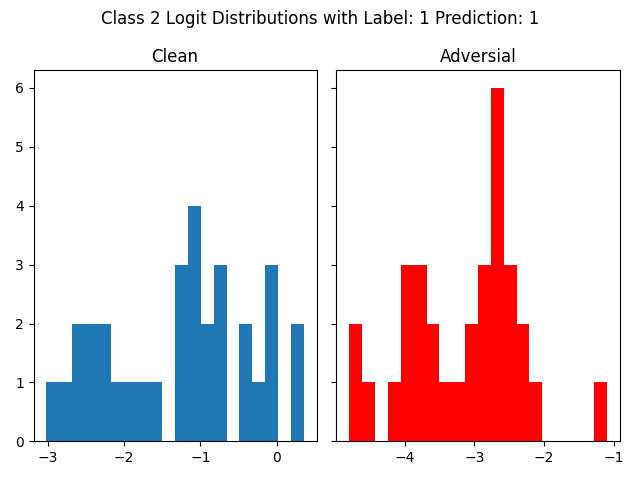 Class 2 Logit Distributions with Label: 1 Prediction: 1
Clean
Adversial
6
5
4
3
2
1
0
−3 −2 −1 0
−4 −3 −2 −1